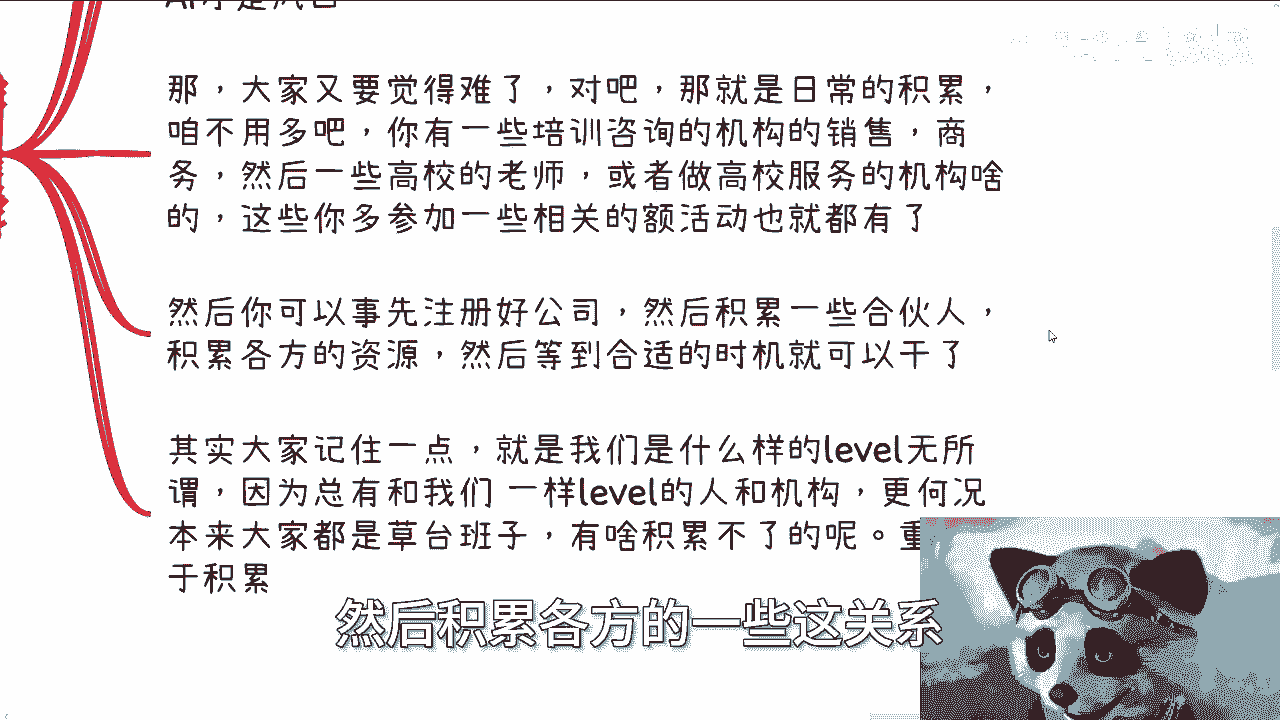 那，大家又要觉得难了，对吧，那就是日常的积累，
咱不用多吧，你有一些培训咨询的机构的销售，商
务，然后一些高校的老师，或者做高校服务的机构啥
的，这些你多参加一些相关的额活动也就都有了
然后你可以事先注册好公司，然后积累一些合伙人，
积累各方的资源，然后等到合适的时机就可以干了
其实大家记住一点，就是我们是什么样的level无所
谓，因为总有和我们 一样level的人和机构，更何况
本来大家都是草台班子，有啥积累不了的呢。重
于积累
然后积累各方的一些这关系